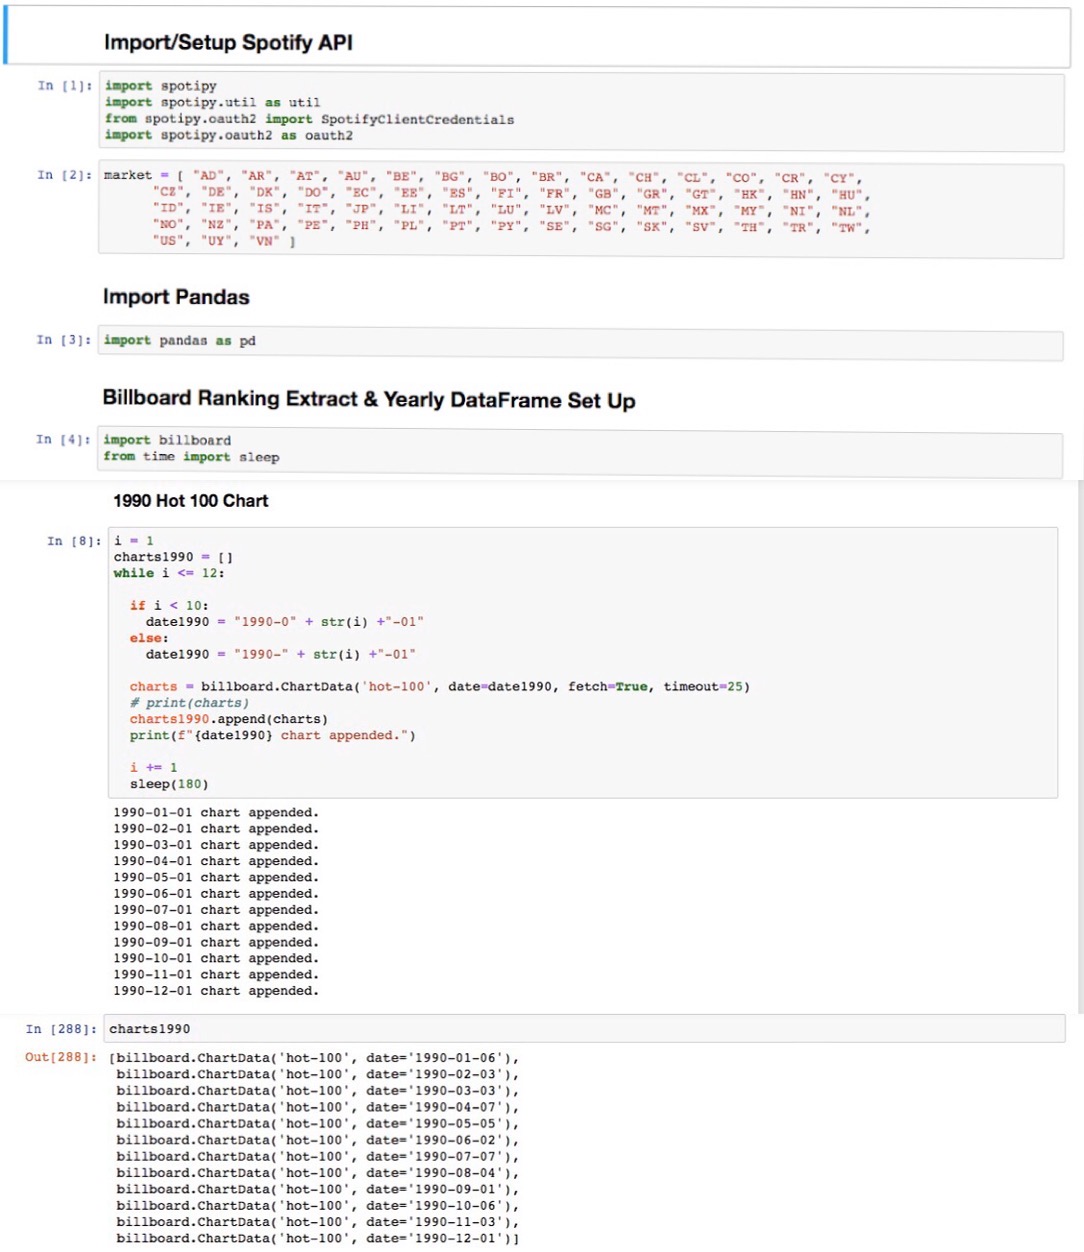 Import/Setup Spotify API
In [1]: import spotipy
import spotipy.util as util
from spotipy.oauth2 import SpotifyClientCredentials
import spotipy.oauth2 as oauth2
In [2]: market = [ "AD", "AR", "AT", "AU", "BE", "BG", "BO", "BR", "CA", "CH", "CL", "CO", "CR", "CY",
"CZ", "DE", "DK", "DO", "EC", "EE", "ES", "FI", "FR", "GB", "GR", "GT", "HK", "HN", "HU",
"ID", "IE", "IS", "IT", "JP", "LI", "LT", "LU", "LV", "MC", "MT", "MX", "MY", "NI", "NL",
"NO", "NZ", "PA", "PE", "PH", "PL", "PT", "PY", "SE", "SG", "SK", "SV", "TH", "TR", "TW",
"US", "UY", "VN" ]
Import Pandas
In [3]: import pandas as pd
Billboard Ranking Extract & Yearly DataFrame Set Up
In [4]: import billboard
from time import sleep
1990 Hot 100 Chart
In [8]: i = 1
charts1990 = []
while i <= 12:
if i < 10:
date1990 = "1990-0" + str(i) +"-01"
else:
date1990 = "1990-" + str(i) +"-01"
charts = billboard.ChartData('hot-100', date=date1990, fetch=True, timeout=25)
# print(charts)
charts1990.append(charts)
print(f"{date1990} chart appended.")
i += 1
sleep(180)
1990-01-01 chart appended.
1990-02-01 chart appended.
1990-03-01 chart appended.
1990-04-01 chart appended.
1990-05-01 chart appended.
1990-06-01 chart appended.
1990-07-01 chart appended.
1990-08-01 chart appended.
1990-09-01 chart appended.
1990-10-01 chart appended.
1990-11-01 chart appended.
1990-12-01 chart appended.
In [288]: charts1990
Out[288]: [billboard.ChartData('hot-100', date='1990-01-06'),
billboard.ChartData('hot-100', date='1990-02-03'),
billboard.ChartData('hot-100', date='1990-03-03'),
billboard.ChartData('hot-100', date='1990-04-07'),
billboard.ChartData('hot-100', date='1990-05-05'),
billboard.ChartData('hot-100', date='1990-06-02'),
billboard.ChartData('hot-100', date='1990-07-07'),
billboard.ChartData('hot-100', date='1990-08-04'),
billboard.ChartData('hot-100', date='1990-09-01'),
billboard.ChartData('hot-100', date='1990-10-06'),
billboard.ChartData('hot-100', date='1990-11-03'),
billboard.ChartData('hot-100', date='1990-12-01')]